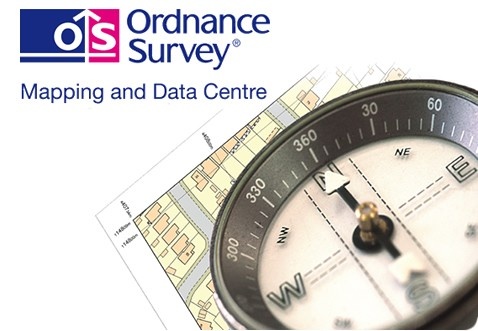 OS Ordnance
Survey®
Mapping and Data Centre
30
60
360
330
300
N
NE
E
NW
W
S